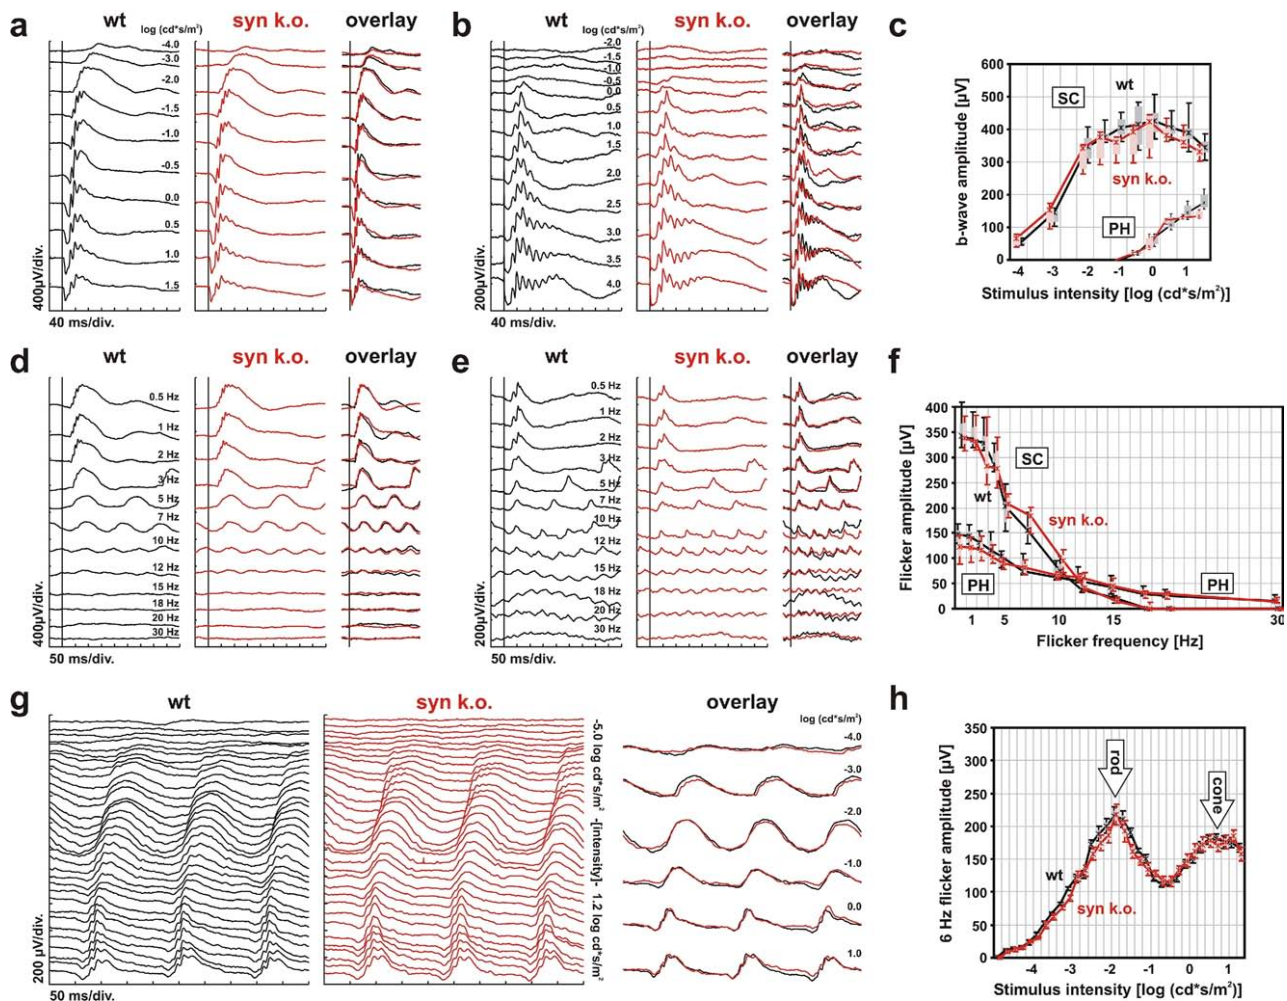 a
wt
log (cd*s/m²)
syn k.o.
overlay
-4.0
-3.0
-2.0
-1.5
-1.0
-0.5
0.0
0.5
1.0
1.5
400µV/div.
40 ms/div.
b
wt
log (cd*s/m²)
syn k.o.
overlay
-2.0
-1.5
-1.0
-0.5
0.0
0.5
1.0
1.5
2.0
2.5
3.0
3.5
4.0
200µV/div.
40 ms/div.
c
b-wave amplitude [µV]
600
500
400
300
200
100
0
SC
wt
syn k.o.
PH
-4 -3 -2 -1 0 1
Stimulus intensity [log (cd*s/m²)]
d
wt
syn k.o.
overlay
0.5 Hz
1 Hz
2 Hz
3 Hz
5 Hz
7 Hz
10 Hz
12 Hz
15 Hz
18 Hz
20 Hz
30 Hz
400µV/div.
50 ms/div.
e
wt
syn k.o.
overlay
0.5 Hz
1 Hz
2 Hz
3 Hz
5 Hz
7 Hz
10 Hz
12 Hz
15 Hz
18 Hz
20 Hz
30 Hz
200µV/div.
50 ms/div.
f
Flicker amplitude [µV]
400
350
300
250
200
150
100
50
0
SC
wt
syn k.o.
PH
PH
1 5 10 15 30
Flicker frequency [Hz]
g
wt
syn k.o.
overlay
log (cd*s/m²)
-5.0 log cd*s/m² -[intensity]- 1.2 log cd*s/m²
-4.0
-3.0
-2.0
-1.0
0.0
1.0
200 µV/div.
50 ms/div.
h
6 Hz flicker amplitude [µV]
350
300
250
200
150
100
50
0
rod
cone
wt
syn k.o.
-4 -3 -2 -1 0 1
Stimulus intensity [log (cd*s/m²)]